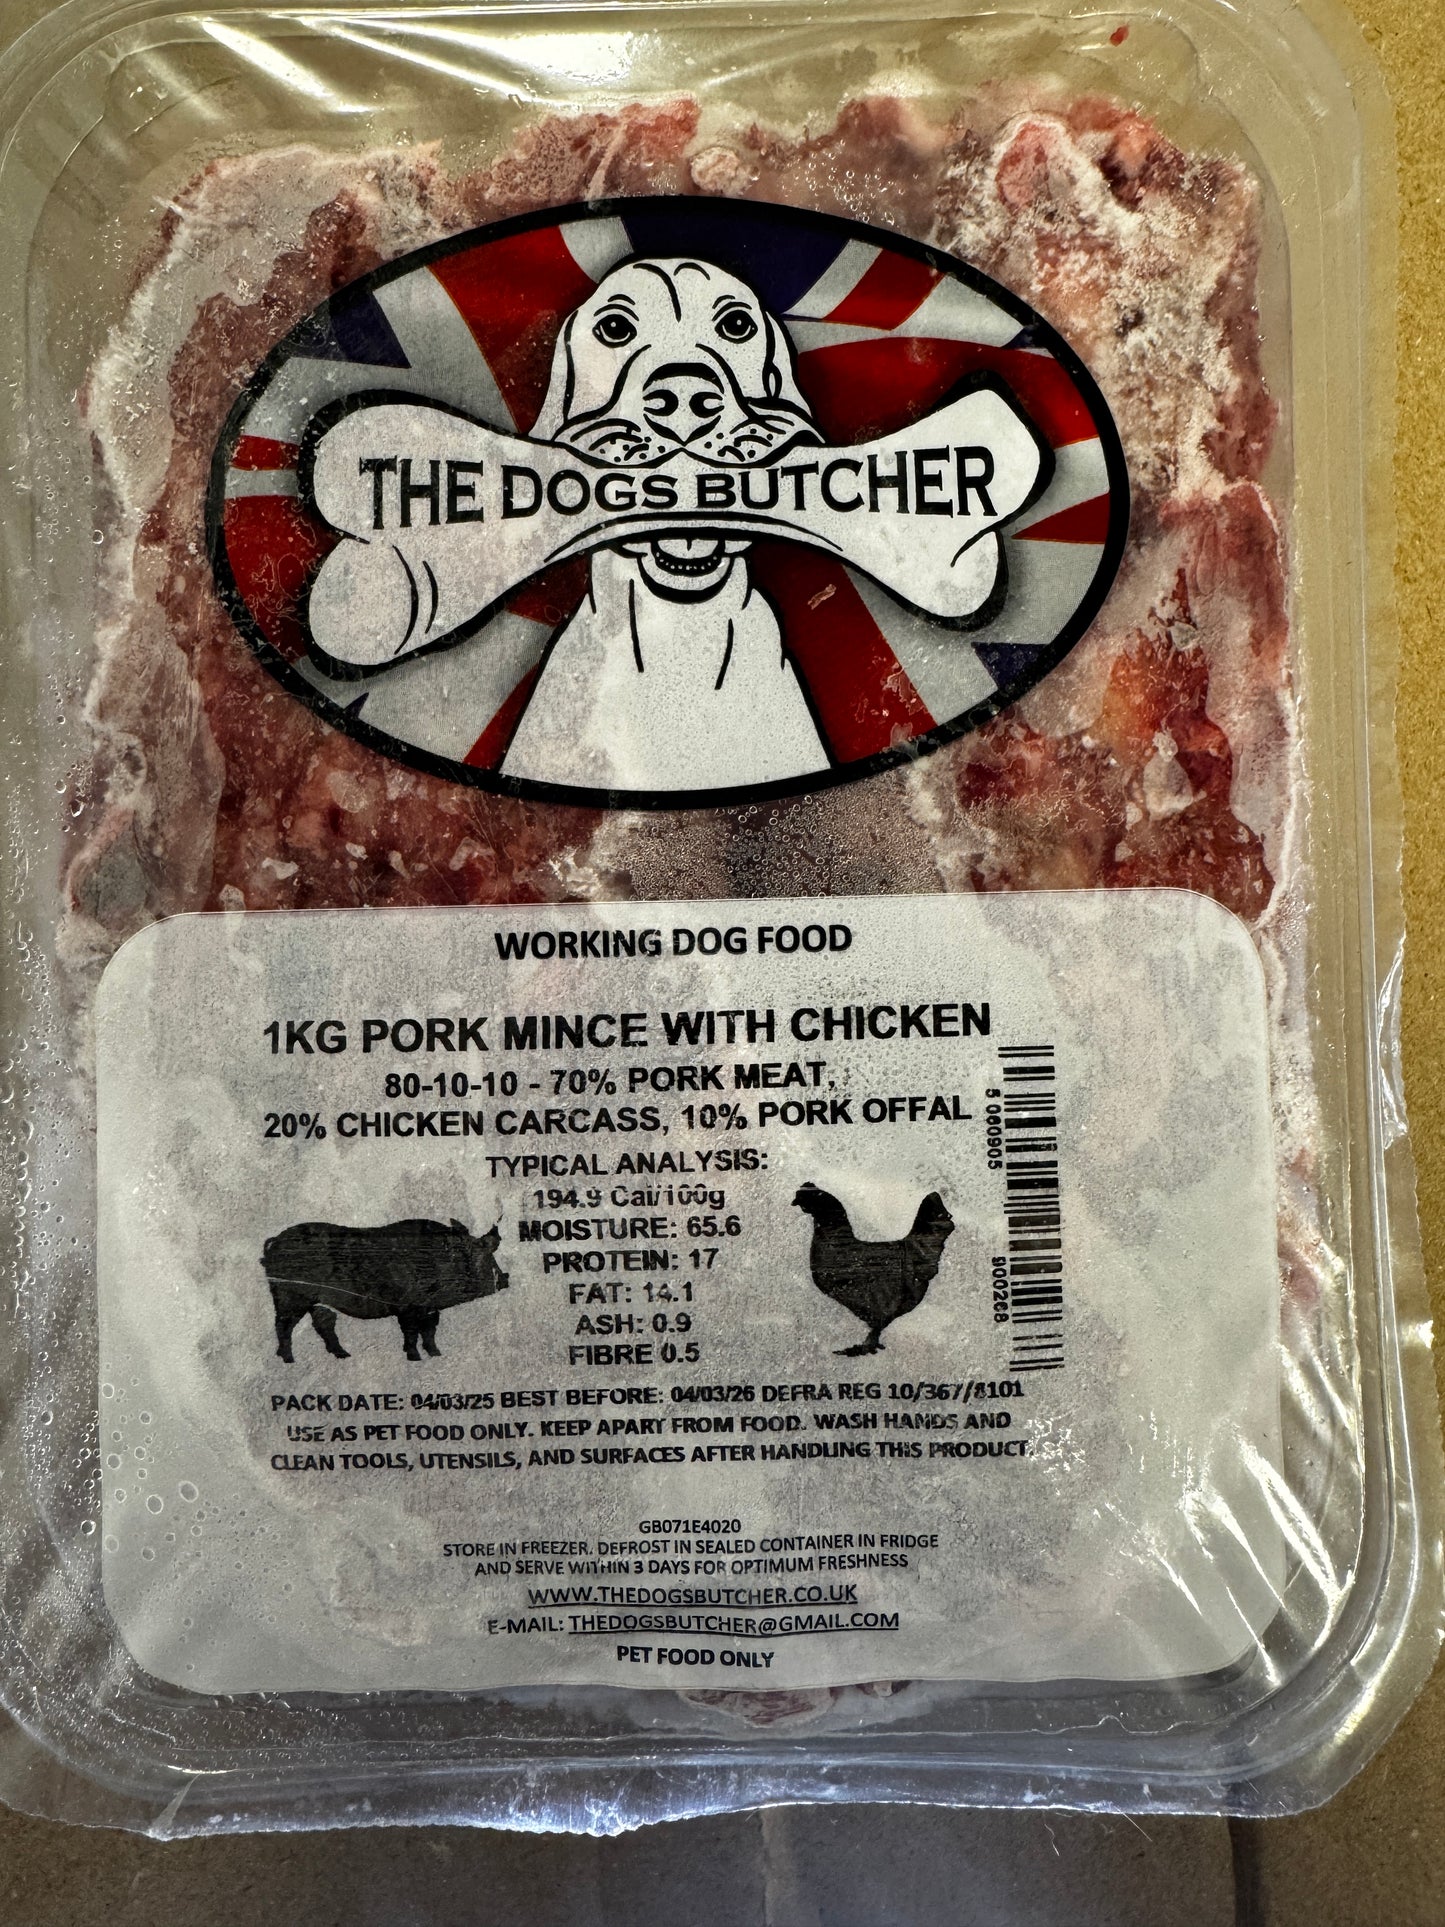 THE DOGS BUTCHER
WORKING DOG FOOD
1KG PORK MINCE WITH CHICKEN
80-10-10 - 70% PORK MEAT,
20% CHICKEN CARCASS, 10% PORK OFFAL
TYPICAL ANALYSIS:
194.9 Cal/100g
MOISTURE: 65.6
PROTEIN: 17
FAT: 14.1
ASH: 0.9
FIBRE 0.5
5060905 900268
PACK DATE: 04/03/25 BEST BEFORE: 04/03/26 DEFRA REG 10/367/8101
USE AS PET FOOD ONLY. KEEP APART FROM FOOD. WASH HANDS AND
CLEAN TOOLS, UTENSILS, AND SURFACES AFTER HANDLING THIS PRODUCT.
GB071E4020
STORE IN FREEZER. DEFROST IN SEALED CONTAINER IN FRIDGE
AND SERVE WITHIN 3 DAYS FOR OPTIMUM FRESHNESS
WWW.THEDOGSBUTCHER.CO.UK
E-MAIL: THEDOGSBUTCHER@GMAIL.COM
PET FOOD ONLY